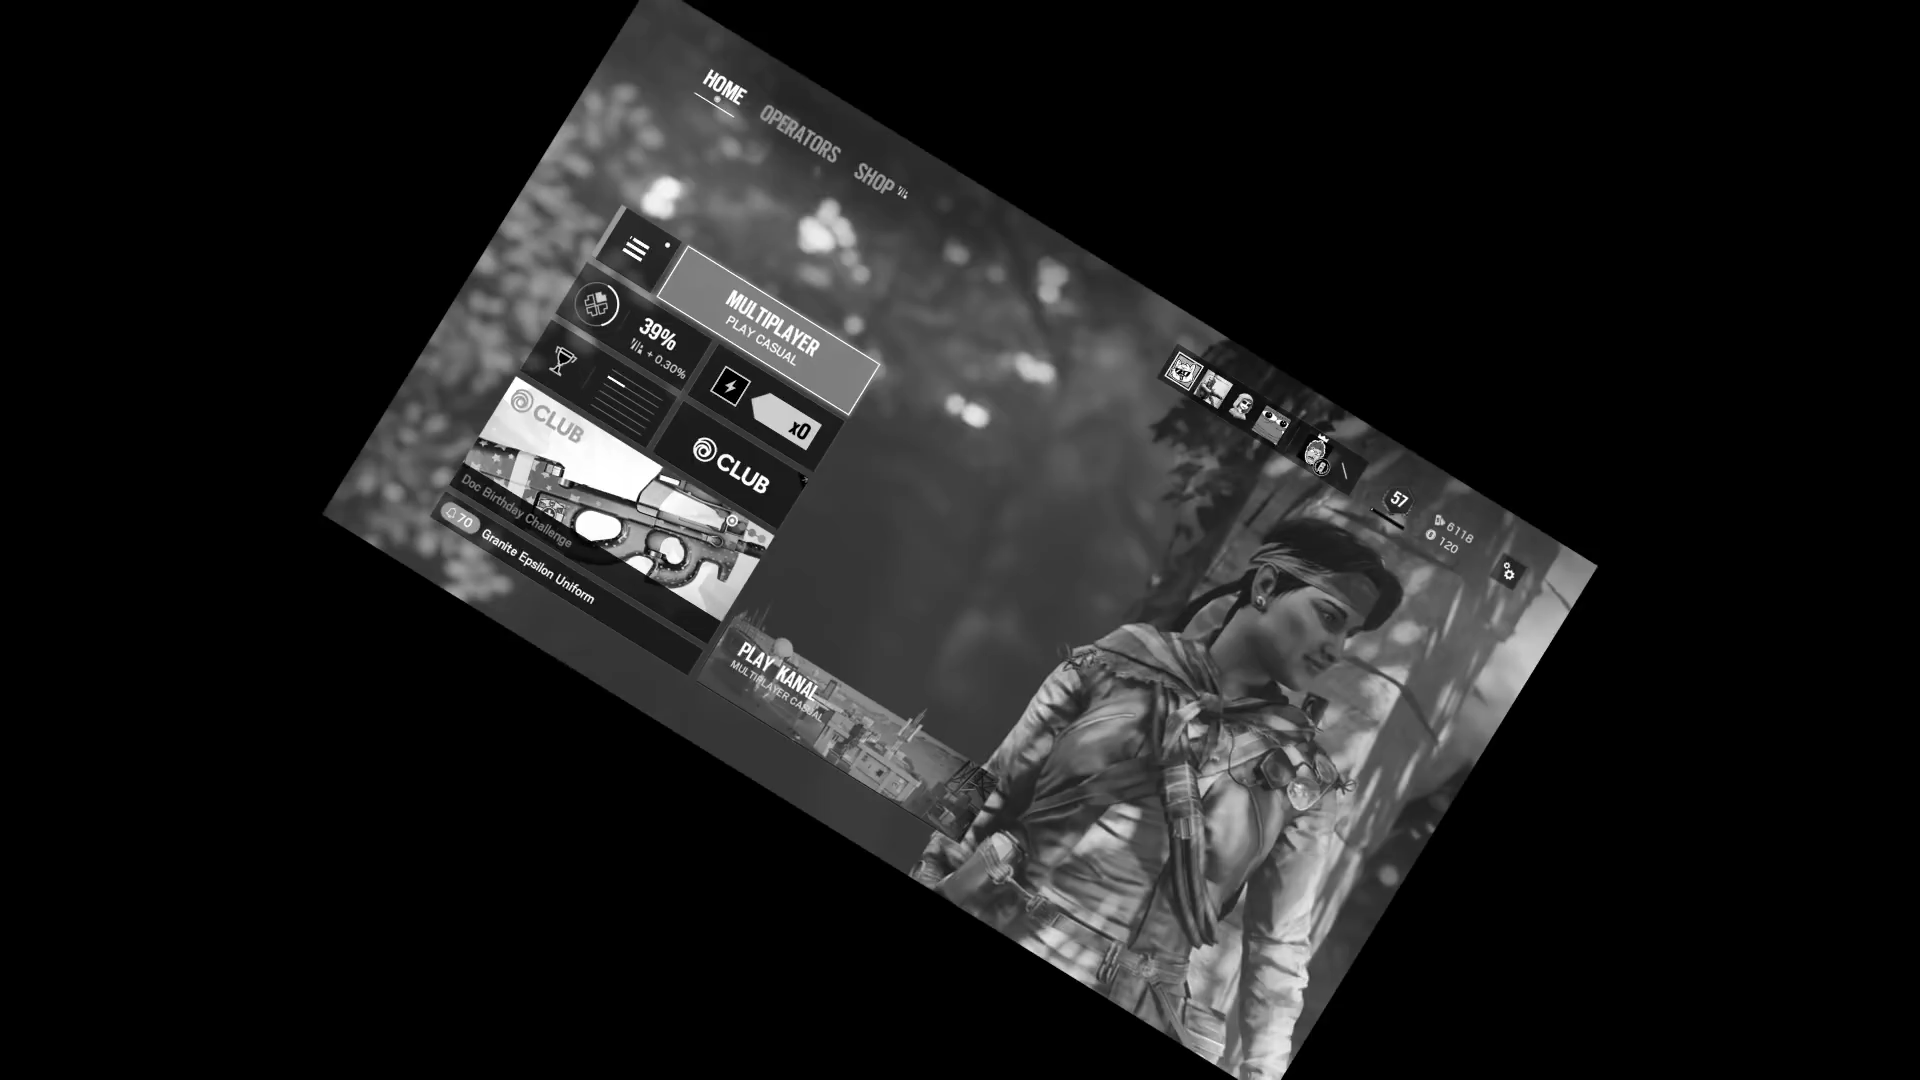 HOME
OPERATORS
SHOP
MULTIPLAYER
PLAY CASUAL
39%
+ 0.30%
x0
CLUB
CLUB
Doc Birthday Challenge
70
Granite Epsilon Uniform
PLAY KANAL
MULTIPLAYER CASUAL
57
6118
120